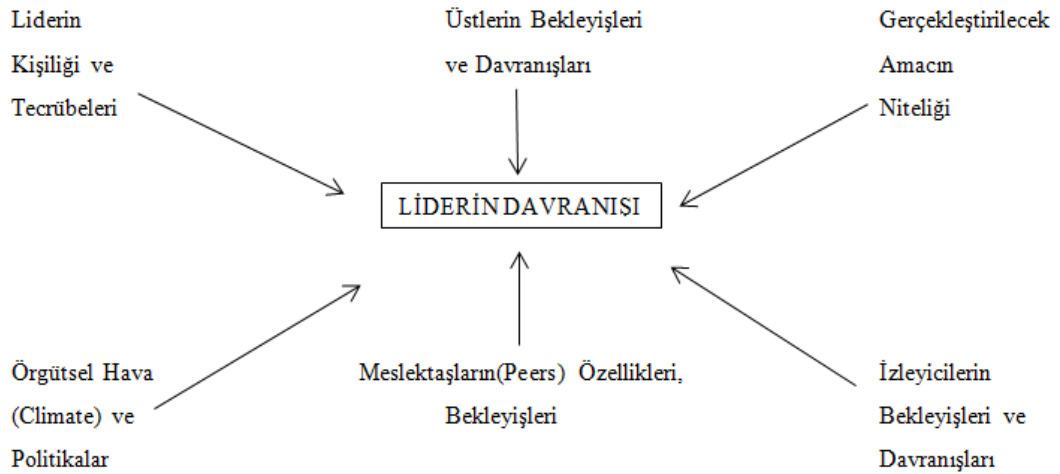 Liderin
Kişiliği ve
Tecrübeleri
Üstlerin Bekleyişleri
ve Davranışları
Gerçekleştirilecek
Amacın
Niteliği
LİDERİN DAVRANIŞI
Örgütsel Hava
(Climate) ve
Politikalar
Meslektaşların(Peers) Özellikleri,
Bekleyişleri
İzleyicilerin
Bekleyişleri ve
Davranışları